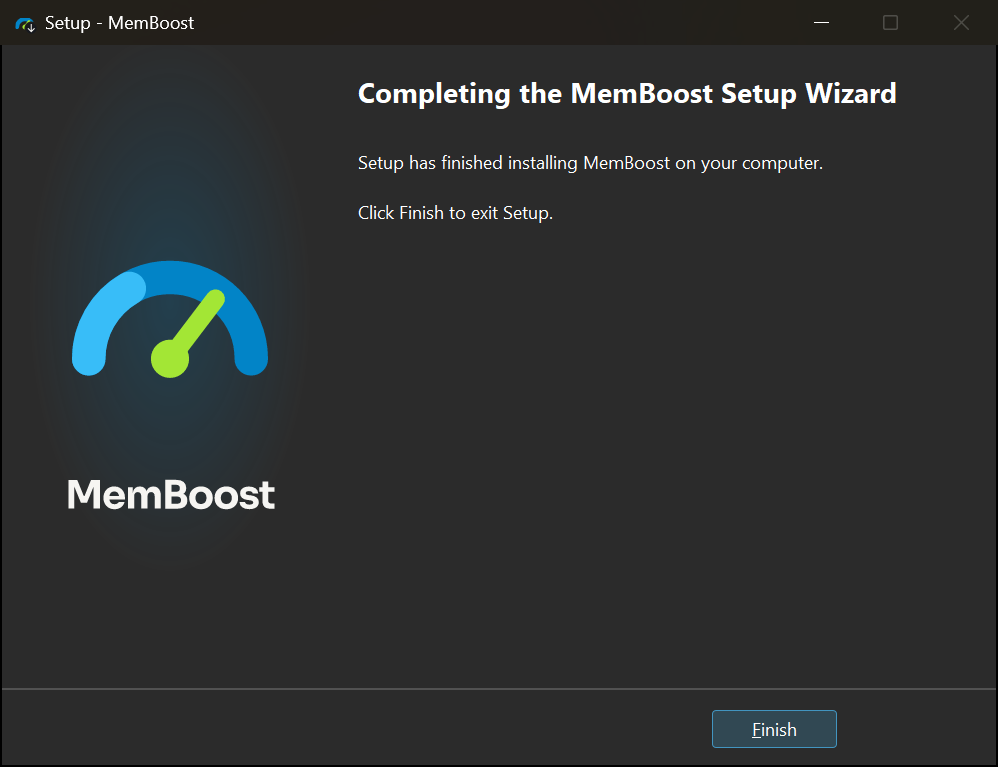 Setup - MemBoost
Completing the MemBoost Setup Wizard
Setup has finished installing MemBoost on your computer.
Click Finish to exit Setup.
MemBoost
Finish